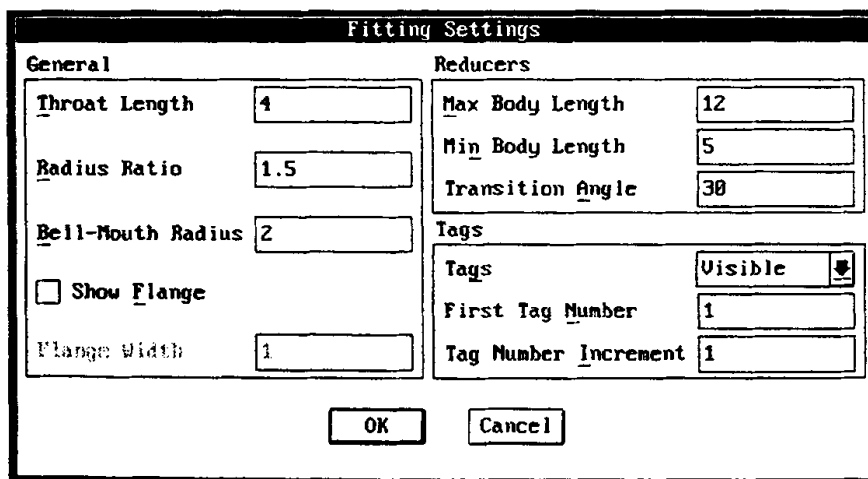 Fitting Settings
General
Throat Length 4
Radius Ratio 1.5
Bell-Mouth Radius 2
Show Flange
Flange Width 1
Reducers
Max Body Length 12
Min Body Length 5
Transition Angle 30
Tags
Tags Visible
First Tag Number 1
Tag Number Increment 1
OK Cancel